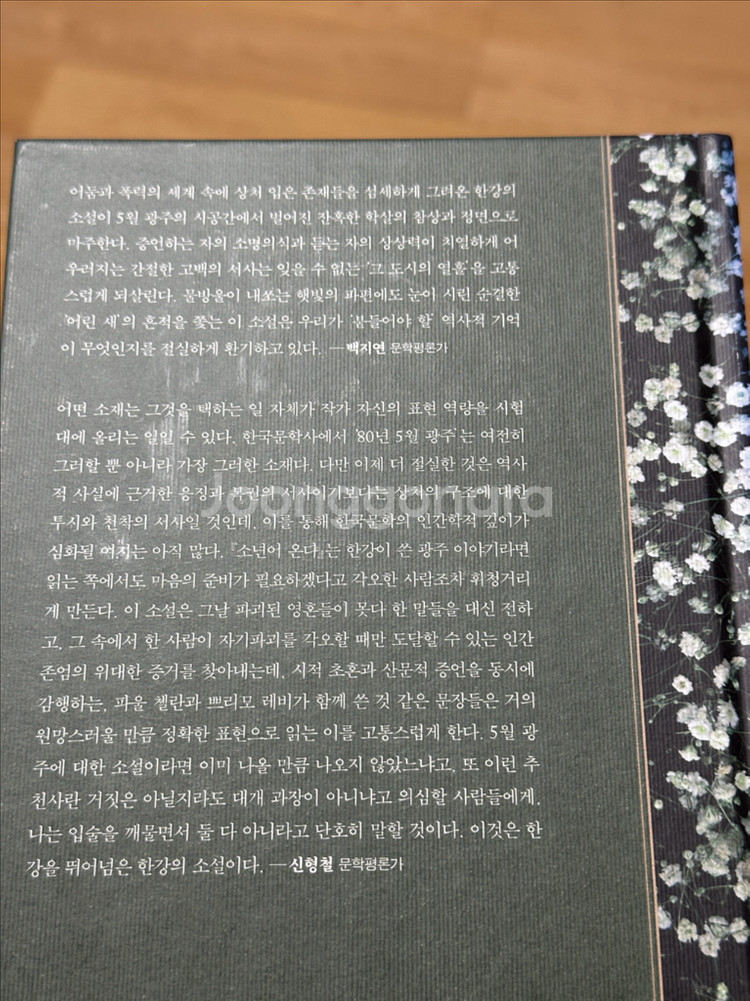 어둠과 폭력의 세계 속에 상처 입은 존재들을 섬세하게 그려온 한강의
소설이 5월 광주의 시공간에서 벌어진 잔혹한 학살의 참상과 정면으로
마주한다. 증언하는 자의 소명의식과 듣는 자의 상상력이 치열하게 어
우러지는 간절한 고백의 서사는 잊을 수 없는 '그 도시의 열흘'을 고통
스럽게 되살린다. 물방울이 내쏘는 햇빛의 파편에도 눈이 시린 순결한
'어린 새'의 흔적을 쫓는 이 소설은 우리가 '붙들어야 할' 역사적 기억
이 무엇인지를 절실하게 환기하고 있다. —백지연 문학평론가
어떤 소재는 그것을 택하는 일 자체가 작가 자신의 표현 역량을 시험
대에 올리는 일일 수 있다. 한국문학사에서 '80년 5월 광주'는 여전히
그러할 뿐 아니라 가장 그러한 소재다. 다만 이제 더 절실한 것은 역사
적 사실에 근거한 응징과 복권의 서사이기보다는 상처의 구조에 대한
투시와 천착의 서사일 것인데, 이를 통해 한국문학의 인간학적 깊이가
심화될 여지는 아직 많다. 『소년이 온다』는 한강이 쓴 광주 이야기라면
읽는 쪽에서도 마음의 준비가 필요하겠다고 각오한 사람조차 휘청거리
게 만든다. 이 소설은 그날 파괴된 영혼들이 못다 한 말들을 대신 전하
고, 그 속에서 한 사람이 자기파괴를 각오할 때만 도달할 수 있는 인간
존엄의 위대한 증거를 찾아내는데, 시적 초혼과 산문적 증언을 동시에
감행하는, 파울 첼란과 쁘리모 레비가 함께 쓴 것 같은 문장들은 거의
원망스러울 만큼 정확한 표현으로 읽는 이를 고통스럽게 한다. 5월 광
주에 대한 소설이라면 이미 나올 만큼 나오지 않았느냐고, 또 이런 추
천사란 거짓은 아닐지라도 대개 과장이 아니냐고 의심할 사람들에게,
나는 입술을 깨물면서 둘 다 아니라고 단호히 말할 것이다. 이것은 한
강을 뛰어넘은 한강의 소설이다. —신형철 문학평론가
Joonggonara